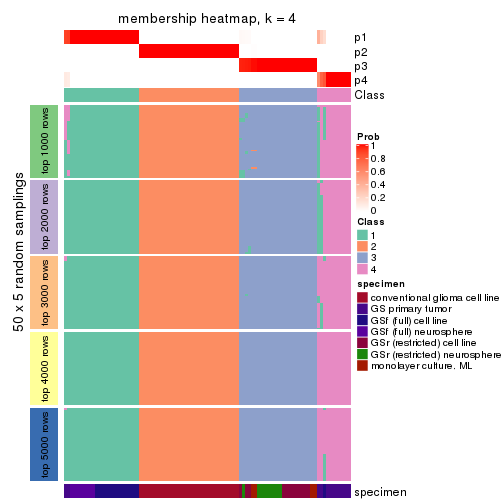 membership heatmap, k = 4
p1
p2
p3
p4
Class
50 x 5 random samplings
top 1000 rows
top 2000 rows
top 3000 rows
top 4000 rows
top 5000 rows
specimen
Prob
1
0.8
0.6
0.4
0.2
0
Class
1
2
3
4
specimen
conventional glioma cell line
GS primary tumor
GSf (full) cell line
GSf (full) neurosphere
GSr (restricted) cell line
GSr (restricted) neurosphere
monolayer culture, ML